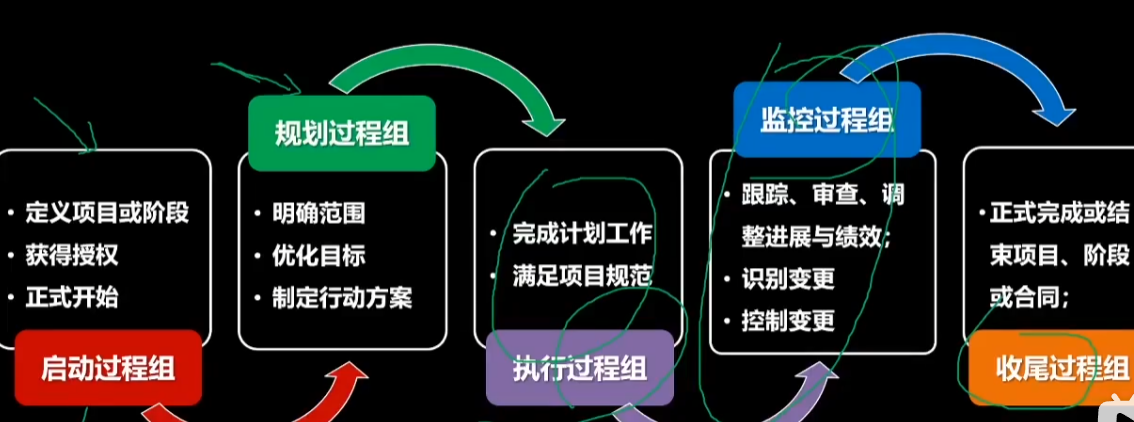 • 定义项目或阶段
• 获得授权
• 正式开始
启动过程组
规划过程组
• 明确范围
• 优化目标
• 制定行动方案
• 完成计划工作
• 满足项目规范
执行过程组
监控过程组
• 跟踪、审查、调
整进展与绩效；
• 识别变更
• 控制变更
• 正式完成或结
束项目、阶段
或合同；
收尾过程组